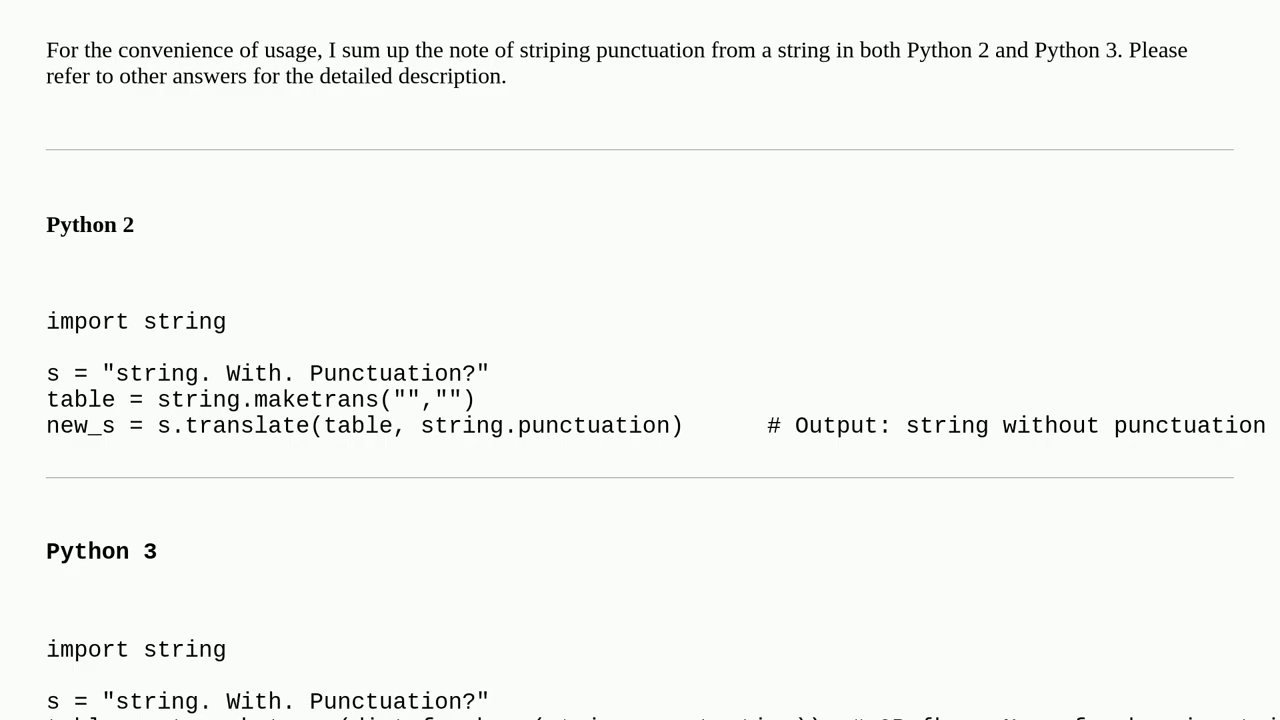 For the convenience of usage, I sum up the note of striping punctuation from a string in both Python 2 and Python 3. Please
refer to other answers for the detailed description.
Python 2
import string
s = "string. With. Punctuation?"
table = string.maketrans("","")
new_s = s.translate(table, string.punctuation)      # Output: string without punctuation
Python 3
import string
s = "string. With. Punctuation?"